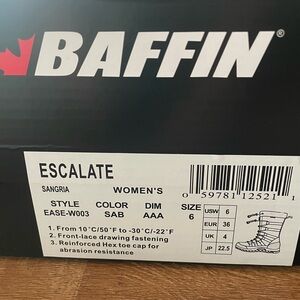 BAFFIN®
ESCALATE
SANGRIA WOMEN'S
STYLE COLOR DIM SIZE
EASE-W003 SAB AAA 6
1. From 10°C/50°F to -30°C/-22°F
2. Front-lace drawing fastening
3. Reinforced Hex toe cap for
abrasion resistance
0 59781 12521 1
USW 6
EUR 36
UK 4
JP 22.5